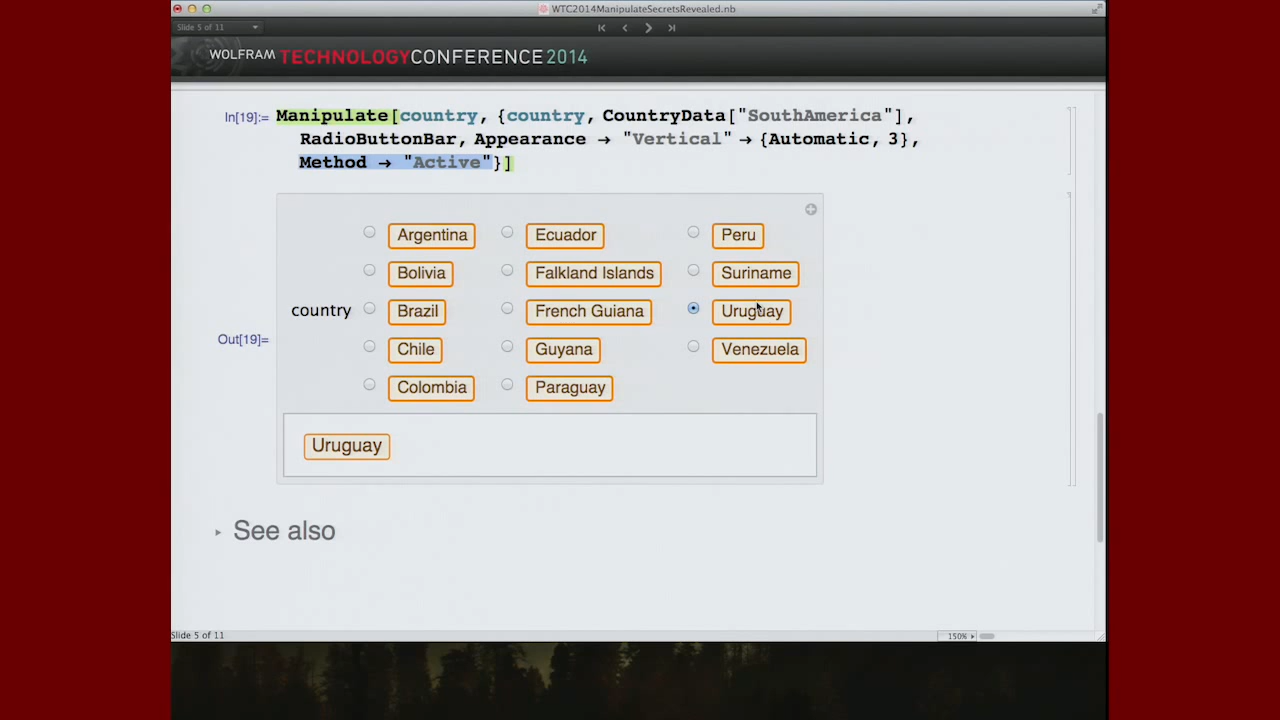 WTC2014ManipulateSecretsRevealed.nb
Slide 5 of 11
WOLFRAM TECHNOLOGYCONFERENCE 2014
In[19]:= Manipulate[country, {country, CountryData["SouthAmerica"],
RadioButtonBar, Appearance → "Vertical" → {Automatic, 3},
Method → "Active"}]
Argentina Ecuador Peru
Bolivia Falkland Islands Suriname
country Brazil French Guiana Uruguay
Out[19]=
Chile Guyana Venezuela
Colombia Paraguay
Uruguay
See also
Slide 5 of 11 150%